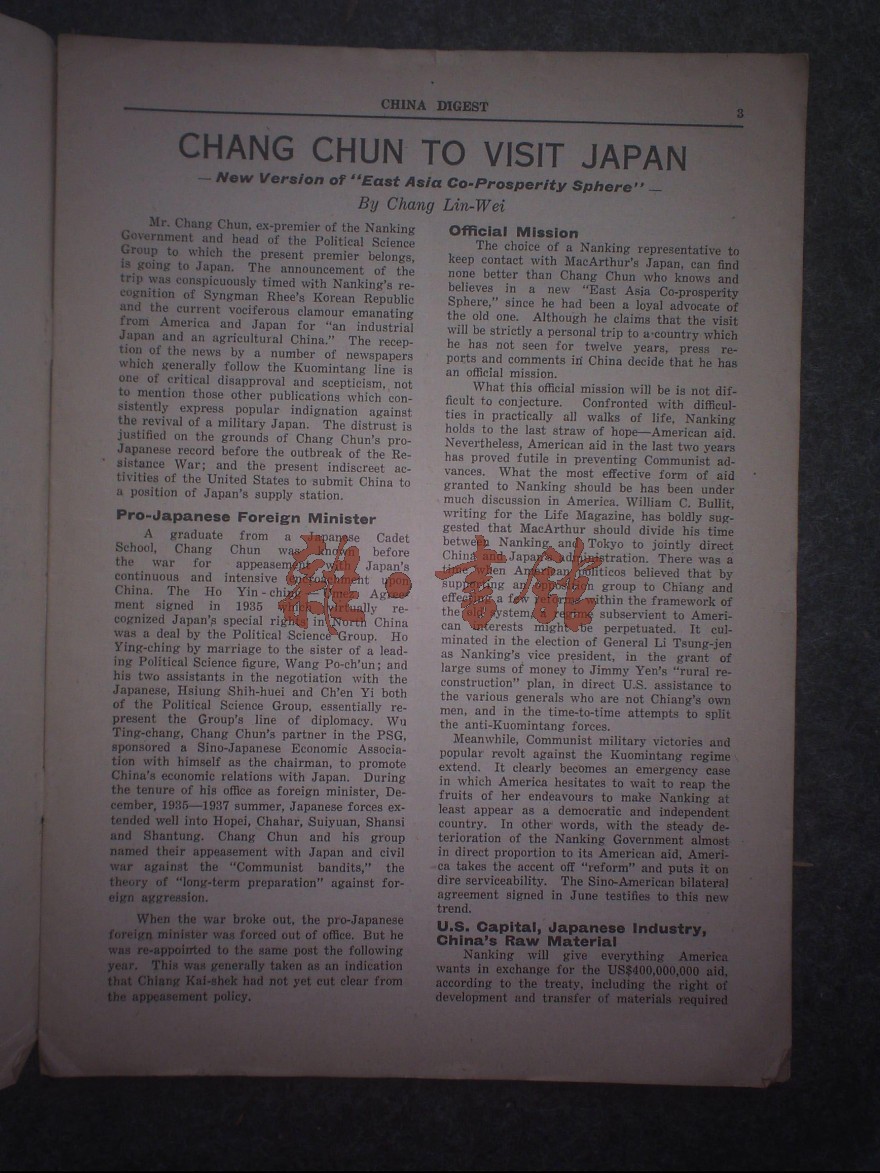 CHINA DIGEST
3
CHANG CHUN TO VISIT JAPAN
— New Version of "East Asia Co-Prosperity Sphere" —
By Chang Lin-Wei
Mr. Chang Chun, ex-premier of the Nanking
Government and head of the Political Science
Group to which the present premier belongs,
is going to Japan. The announcement of the
trip was conspicuously timed with Nanking's re-
cognition of Syngman Rhee's Korean Republic
and the current vociferous clamour emanating
from America and Japan for "an industrial
Japan and an agricultural China." The recep-
tion of the news by a number of newspapers
which generally follow the Kuomintang line is
one of critical disapproval and scepticism, not
to mention those other publications which con-
sistently express popular indignation against
the revival of a military Japan. The distrust is
justified on the grounds of Chang Chun's pro-
Japanese record before the outbreak of the Re-
sistance War; and the present indiscreet ac-
tivities of the United States to submit China to
a position of Japan's supply station.
Pro-Japanese Foreign Minister
A graduate from a Japanese Cadet
School, Chang Chun was known before
the war for appeasement with Japan's
continuous and intensive encroachment upon
China. The Ho Yin-ching - Umezu Agree-
ment signed in 1935 which virtually re-
cognized Japan's special rights in North China
was a deal by the Political Science Group. Ho
Ying-ching by marriage to the sister of a lead-
ing Political Science figure, Wang Po-ch'un; and
his two assistants in the negotiation with the
Japanese, Hsiung Shih-huei and Ch'en Yi both
of the Political Science Group, essentially re-
present the Group's line of diplomacy. Wu
Ting-chang, Chang Chun's partner in the PSG,
sponsored a Sino-Japanese Economic Associa-
tion with himself as the chairman, to promote
China's economic relations with Japan. During
the tenure of his office as foreign minister, De-
cember, 1935—1937 summer, Japanese forces ex-
tended well into Hopei, Chahar, Suiyuan, Shansi
and Shantung. Chang Chun and his group
named their appeasement with Japan and civil
war against the "Communist bandits," the
theory of "long-term preparation" against for-
eign aggression.
When the war broke out, the pro-Japanese
foreign minister was forced out of office. But he
was re-appointed to the same post the following
year. This was generally taken as an indication
that Chiang Kai-shek had not yet cut clear from
the appeasement policy.
Official Mission
The choice of a Nanking representative to
keep contact with MacArthur's Japan, can find
none better than Chang Chun who knows and
believes in a new "East Asia Co-prosperity
Sphere," since he had been a loyal advocate of
the old one. Although he claims that the visit
will be strictly a personal trip to a country which
he has not seen for twelve years, press re-
ports and comments in China decide that he has
an official mission.
What this official mission will be is not dif-
ficult to conjecture. Confronted with difficul-
ties in practically all walks of life, Nanking
holds to the last straw of hope—American aid.
Nevertheless, American aid in the last two years
has proved futile in preventing Communist ad-
vances. What the most effective form of aid
granted to Nanking should be has been under
much discussion in America. William C. Bullit,
writing for the Life Magazine, has boldly sug-
gested that MacArthur should divide his time
between Nanking and Tokyo to jointly direct
China and Japan's administration. There was a
time when American politicos believed that by
supporting an opposition group to Chiang and
effecting a few reforms within the framework of
the old system, a regime subservient to Ameri-
can interests might be perpetuated. It cul-
minated in the election of General Li Tsung-jen
as Nanking's vice president, in the grant of
large sums of money to Jimmy Yen's "rural re-
construction" plan, in direct U.S. assistance to
the various generals who are not Chiang's own
men, and in the time-to-time attempts to split
the anti-Kuomintang forces.
Meanwhile, Communist military victories and
popular revolt against the Kuomintang regime
extend. It clearly becomes an emergency case
in which America hesitates to wait to reap the
fruits of her endeavours to make Nanking at
least appear as a democratic and independent
country. In other words, with the steady de-
terioration of the Nanking Government almost
in direct proportion to its American aid, Ameri-
ca takes the accent off "reform" and puts it on
dire serviceability. The Sino-American bilateral
agreement signed in June testifies to this new
trend.
U.S. Capital, Japanese Industry,
China's Raw Material
Nanking will give everything America
wants in exchange for the US$400,000,000 aid,
according to the treaty, including the right of
development and transfer of materials required